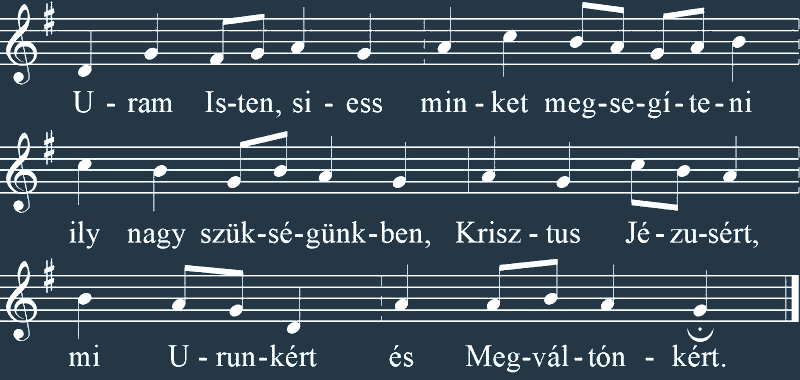 U - ram Is-ten, si - ess min - ket meg-se-gí-te-ni
ily nagy szük-sé-günk-ben, Krisz - tus Jé-zu-sért,
mi U - run-kért és Meg-vál-tón - kért.